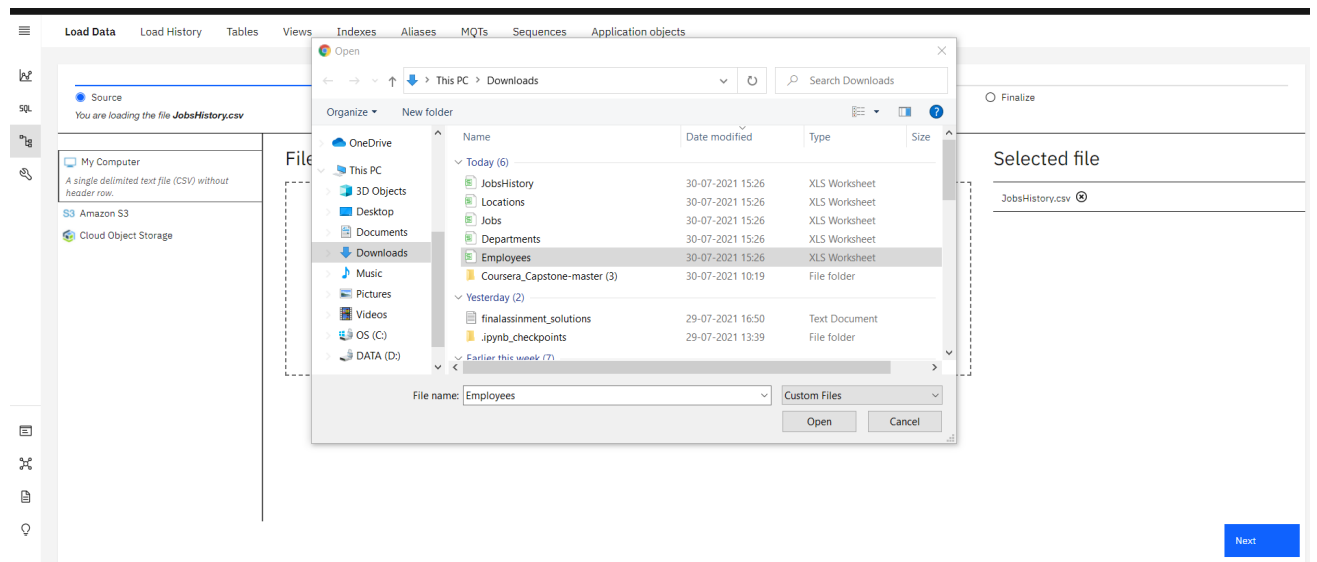 Load Data Load History Tables Views Indexes Aliases MQTs Sequences Application objects
Source
You are loading the file JobsHistory.csv
Finalize
SQL
My Computer
A single delimited text file (CSV) without
header row.
S3 Amazon S3
Cloud Object Storage
File
Open
This PC > Downloads
Search Downloads
Organize New folder
OneDrive
This PC
3D Objects
Desktop
Documents
Downloads
Music
Pictures
Videos
OS (C:)
DATA (D:)
Name Date modified Type Size
Today (6)
JobsHistory 30-07-2021 15:26 XLS Worksheet
Locations 30-07-2021 15:26 XLS Worksheet
Jobs 30-07-2021 15:26 XLS Worksheet
Departments 30-07-2021 15:26 XLS Worksheet
Employees 30-07-2021 15:26 XLS Worksheet
Coursera_Capstone-master (3) 30-07-2021 10:19 File folder
Yesterday (2)
finalassinment_solutions 29-07-2021 16:50 Text Document
.ipynb_checkpoints 29-07-2021 13:39 File folder
Earlier this week (7)
File name: Employees Custom Files
Open Cancel
Selected file
JobsHistory.csv
Next